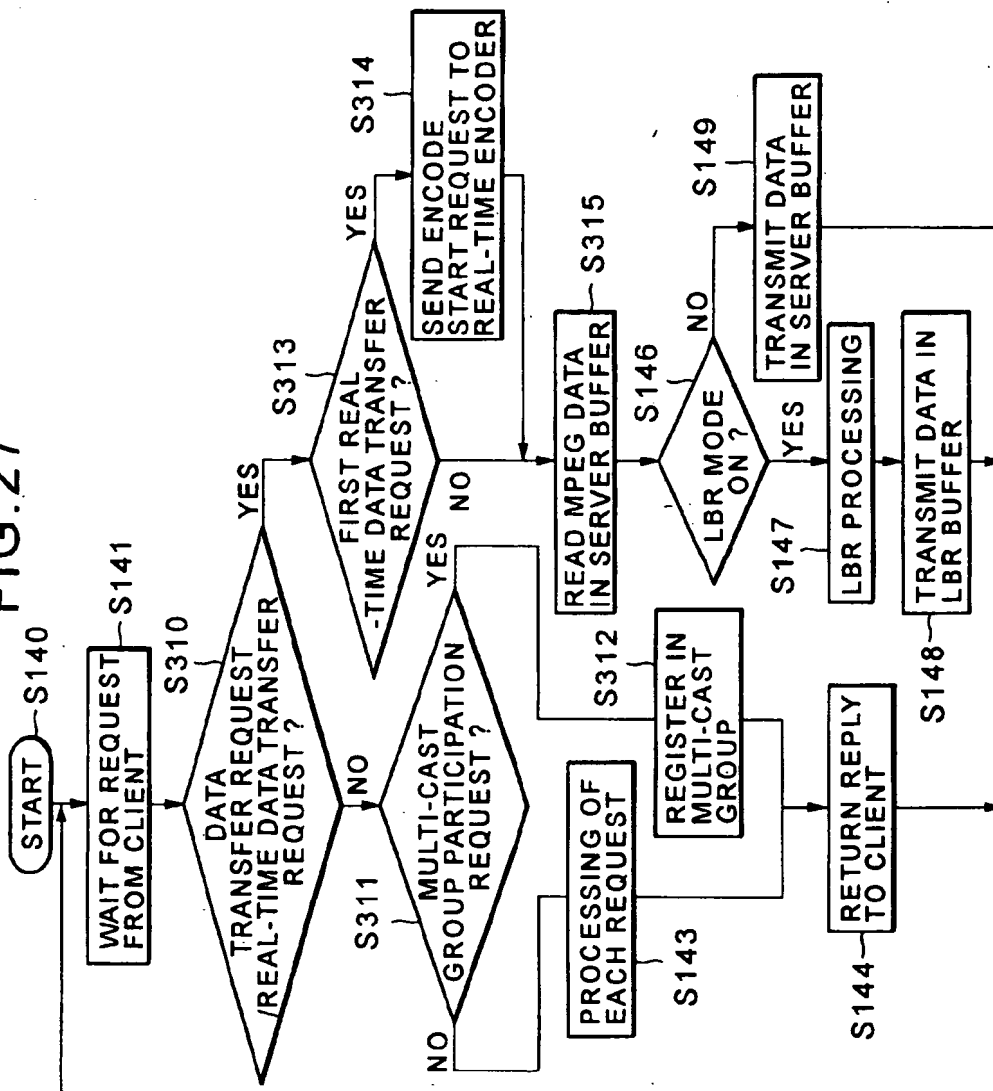 FIG.27
START
S140
WAIT FOR REQUEST
FROM CLIENT
S141
DATA
TRANSFER REQUEST
/REAL-TIME DATA TRANSFER
REQUEST ?
S310
YES
NO
FIRST REAL
-TIME DATA TRANSFER
REQUEST ?
S313
YES
NO
SEND ENCODE
START REQUEST TO
REAL-TIME ENCODER
S314
MULTI-CAST
GROUP PARTICIPATION
REQUEST ?
S311
YES
NO
READ MPEG DATA
IN SERVER BUFFER
S315
LBR MODE
ON ?
S146
NO
YES
TRANSMIT DATA
IN SERVER BUFFER
S149
PROCESSING OF
EACH REQUEST
S143
REGISTER IN
MULTI-CAST
GROUP
S312
LBR PROCESSING
S147
RETURN REPLY
TO CLIENT
S144
TRANSMIT DATA IN
LBR BUFFER
S148